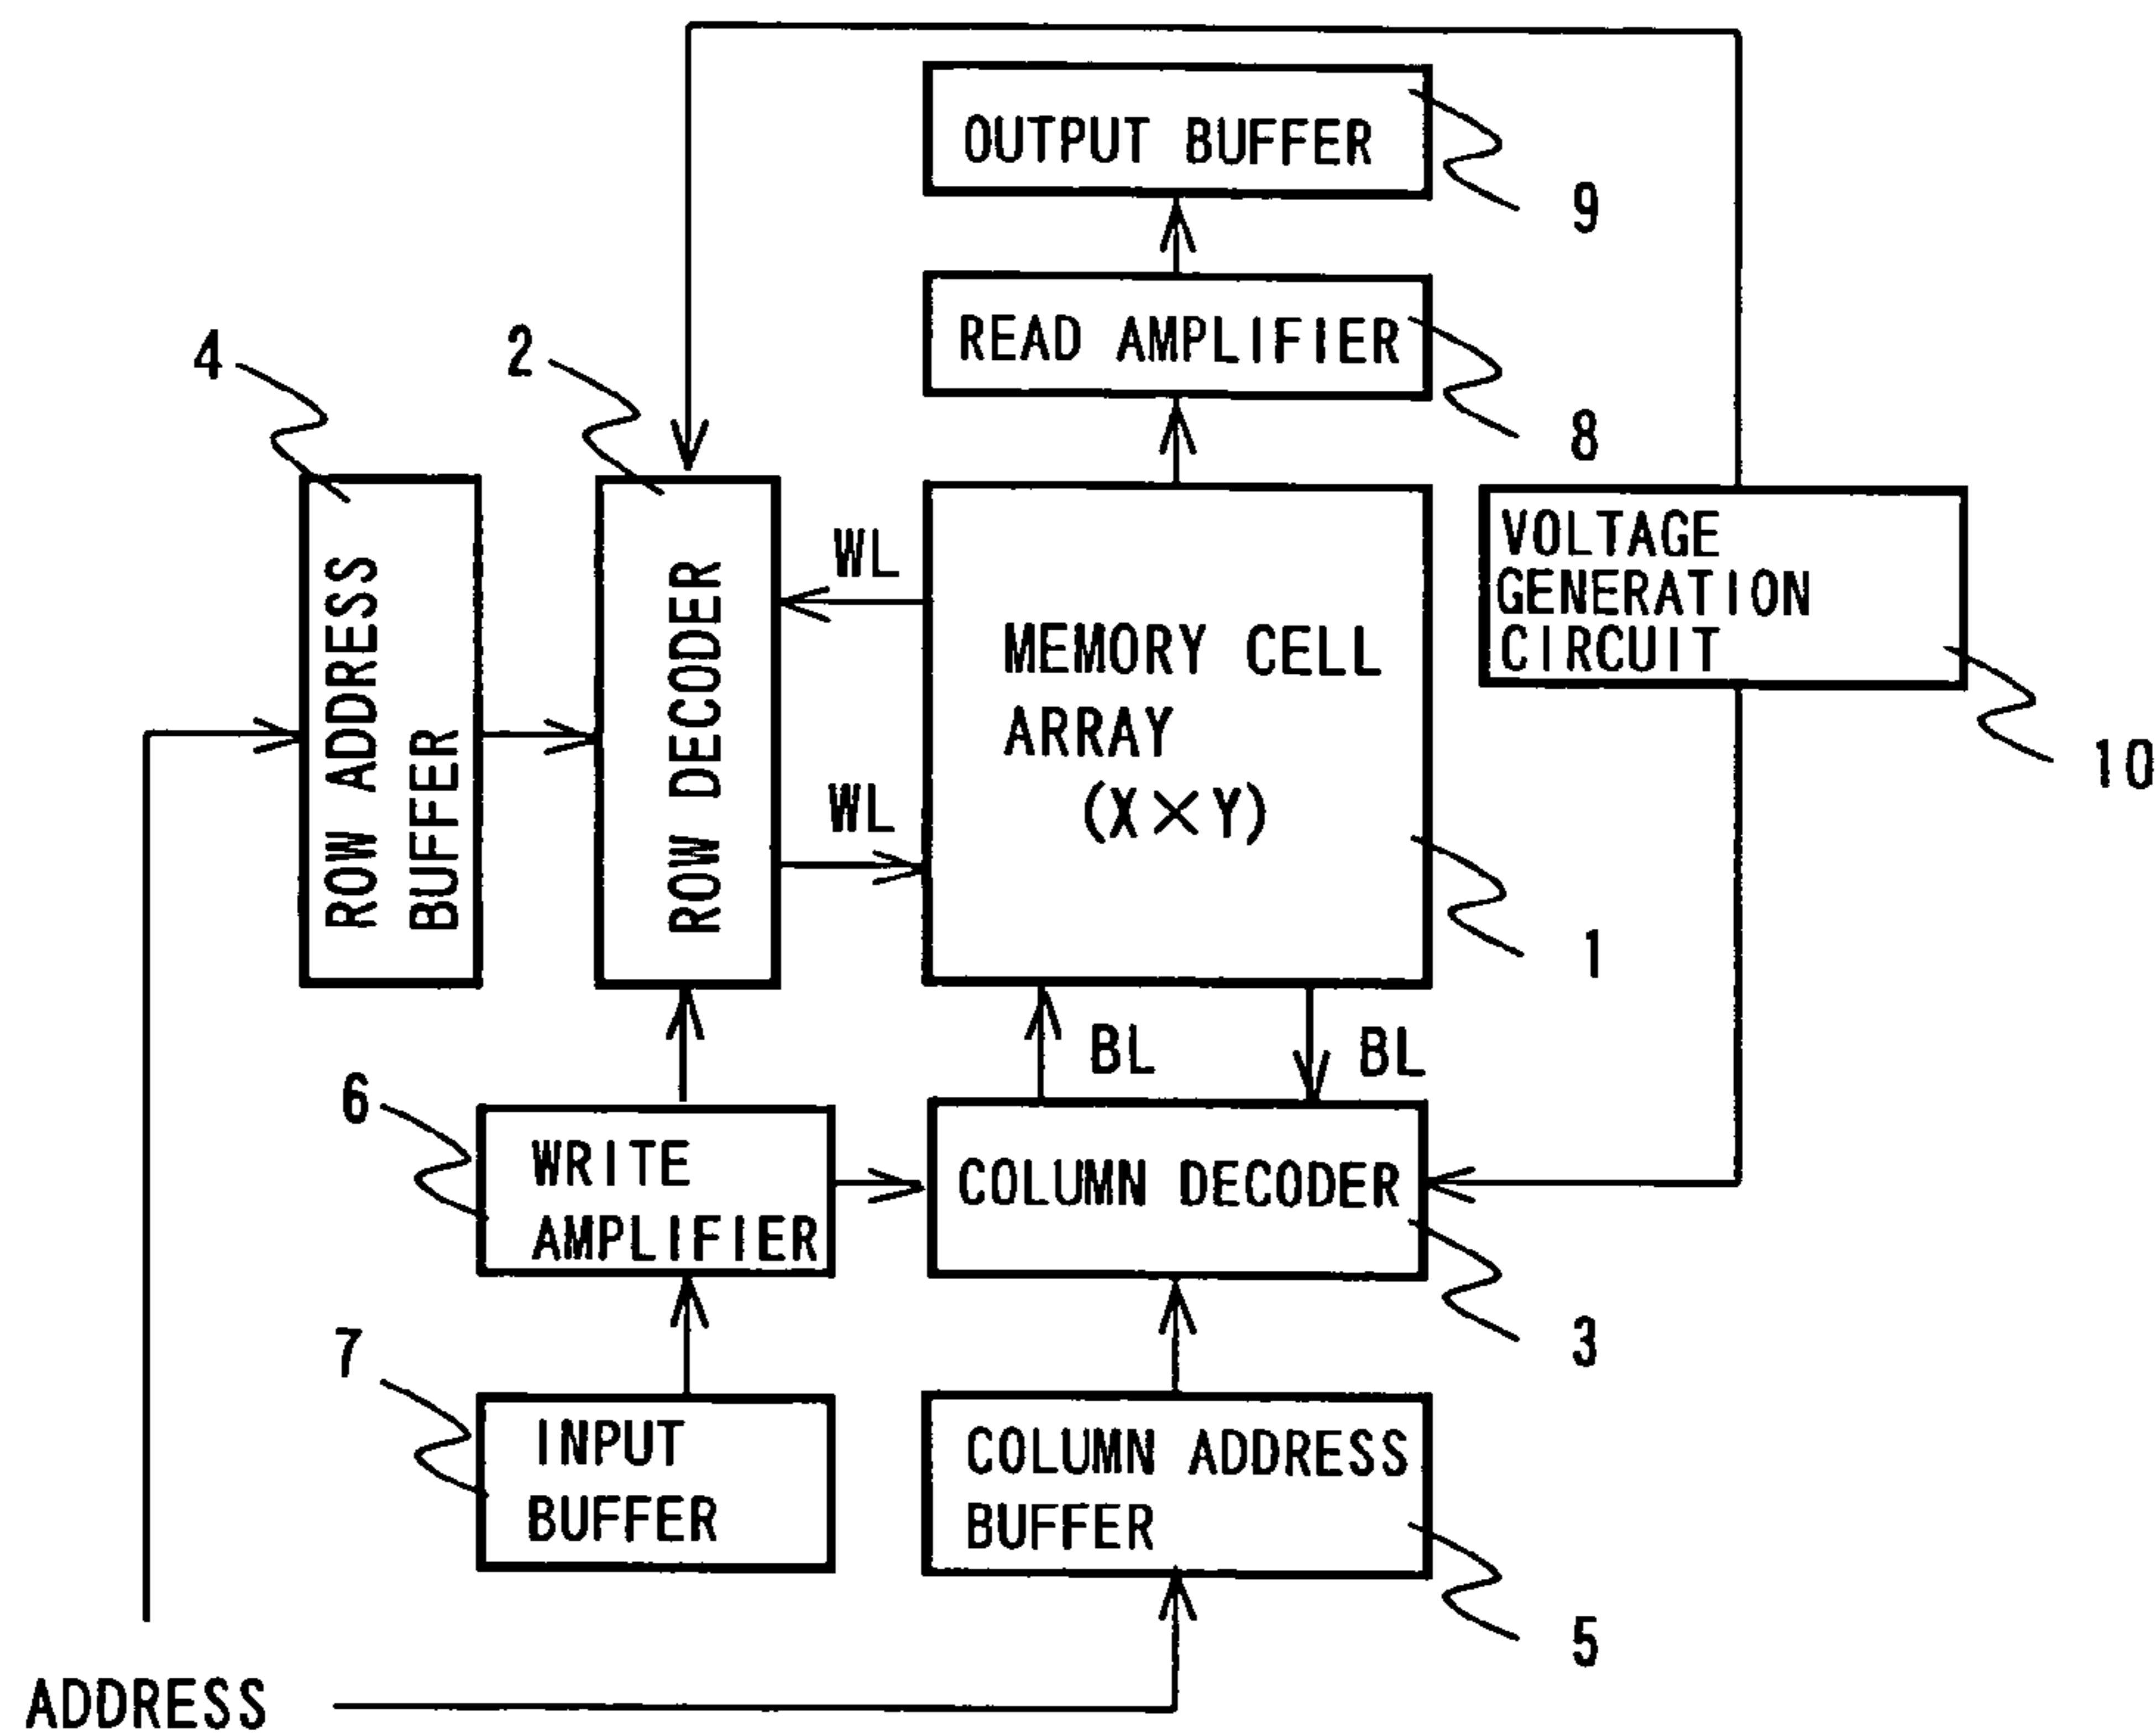 OUTPUT BUFFER
9
READ AMPLIFIER
8
4
2
ROW ADDRESS
BUFFER
ROW DECODER
WL
WL
MEMORY CELL
ARRAY
(X×Y)
1
VOLTAGE
GENERATION
CIRCUIT
10
BL
BL
6
WRITE
AMPLIFIER
COLUMN DECODER
3
7
INPUT
BUFFER
COLUMN ADDRESS
BUFFER
5
ADDRESS